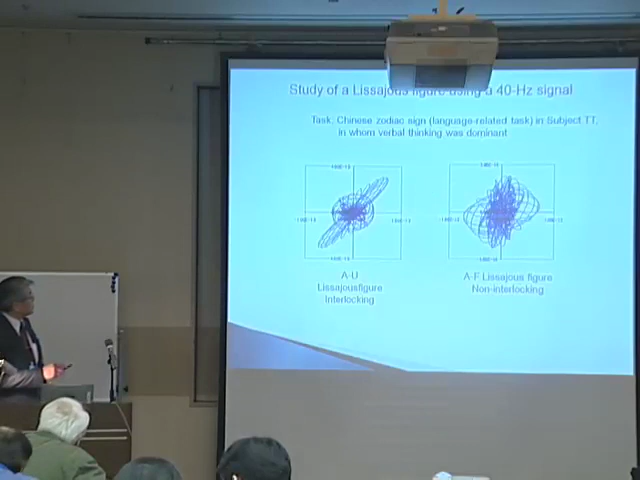 Study of a Lissajous figure using a 40-Hz signal
Task: Chinese zodiac sign (language-related task) in Subject TT,
in whom verbal thinking was dominant
A-U
Lissajousfigure
Interlocking
A-F Lissajous figure
Non-interlocking